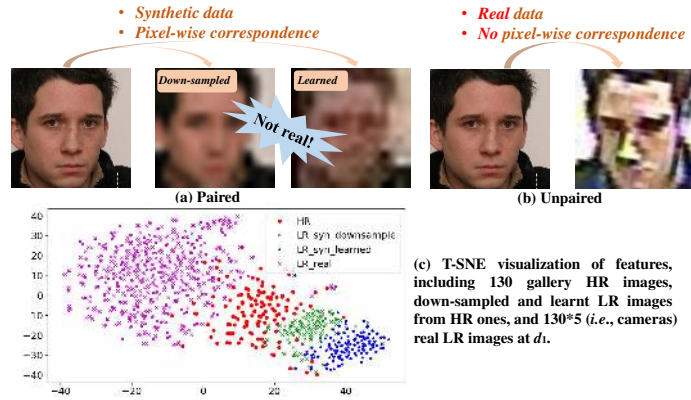 • Synthetic data
• Pixel-wise correspondence
• Real data
• No pixel-wise correspondence
Down-sampled
Learned
Not real!
(a) Paired
(b) Unpaired
40
30
20
10
0
−10
−20
−30
−40
−40
−20
0
20
40
HR
LR_syn_downsample
LR_syn_learned
LR_real
(c) T-SNE visualization of features,
including 130 gallery HR images,
down-sampled and learnt LR images
from HR ones, and 130*5 (i.e., cameras)
real LR images at d1.